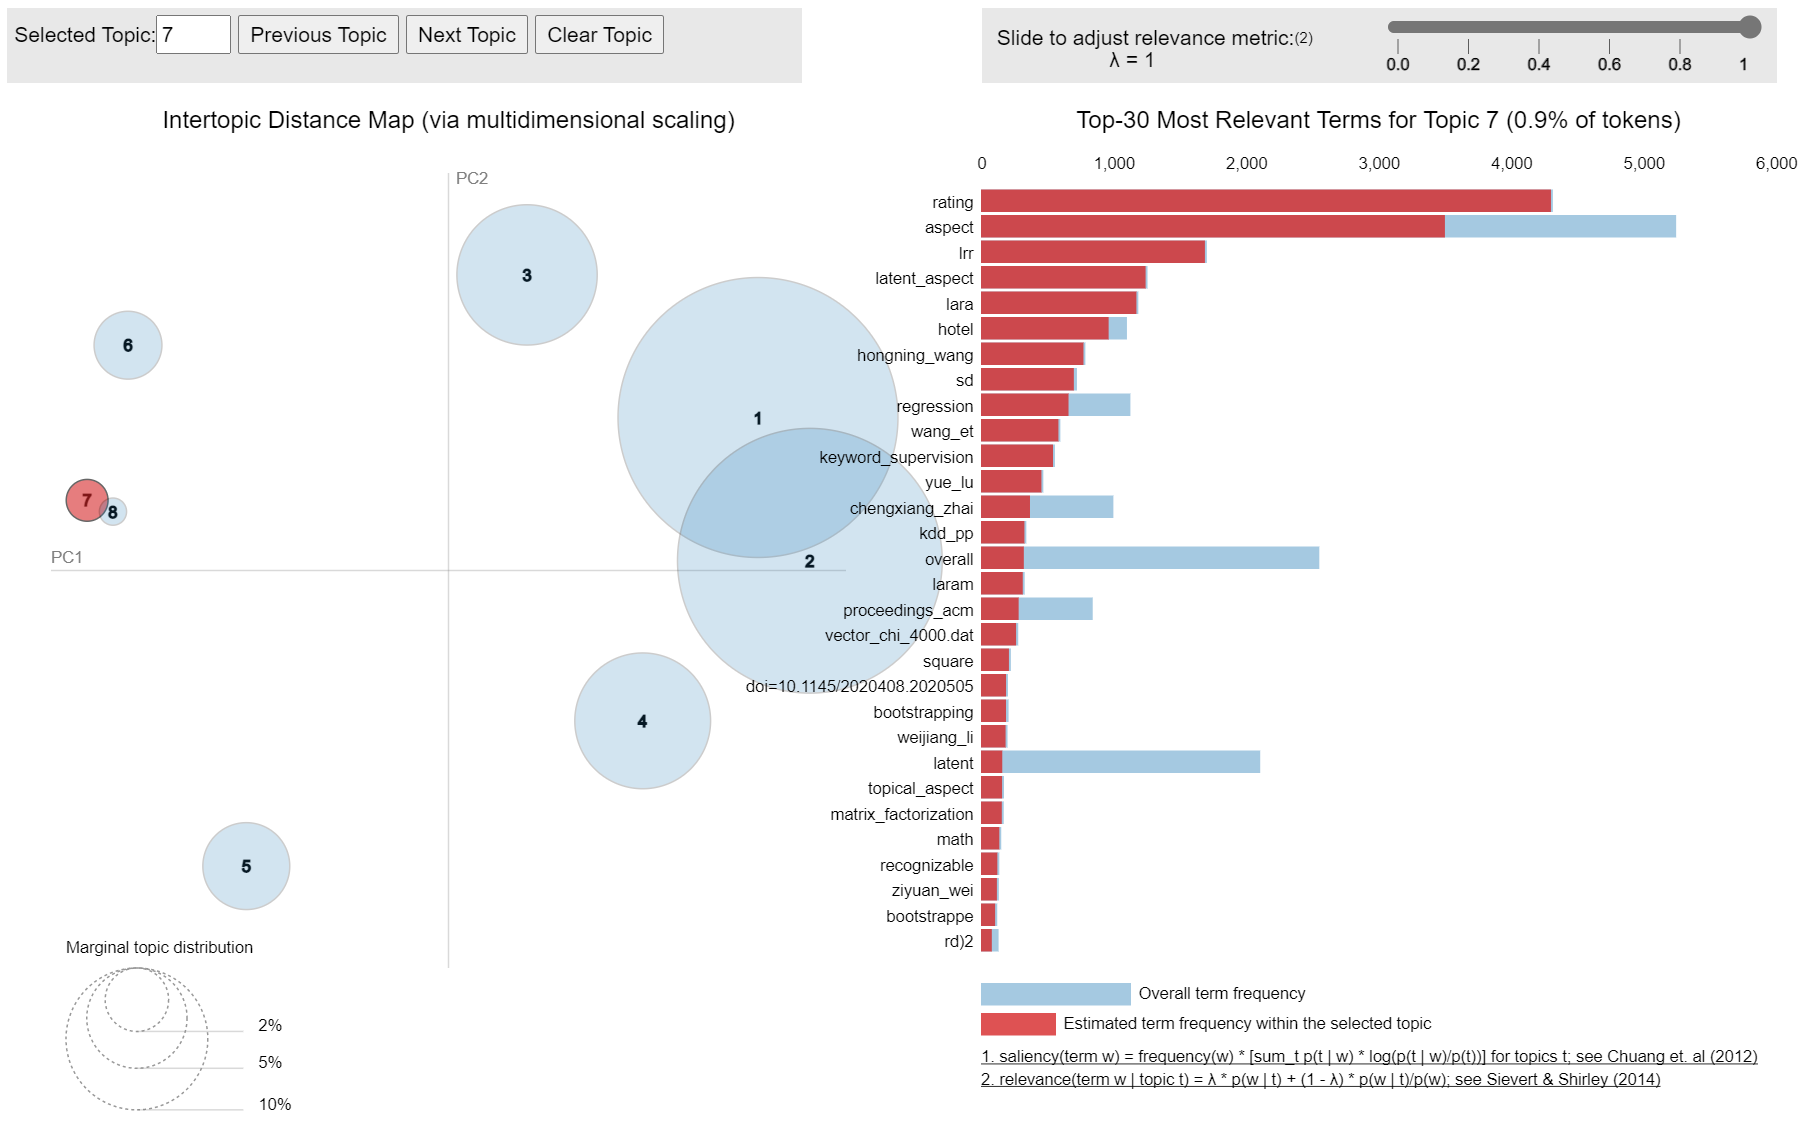 Selected Topic: 7 Previous Topic Next Topic Clear Topic
Slide to adjust relevance metric:(2)
λ = 1
0.0 0.2 0.4 0.6 0.8 1
Intertopic Distance Map (via multidimensional scaling)
PC2
PC1
3
6
1
7
8
2
4
5
Marginal topic distribution
2%
5%
10%
Top-30 Most Relevant Terms for Topic 7 (0.9% of tokens)
0 1,000 2,000 3,000 4,000 5,000 6,000
rating
aspect
lrr
latent_aspect
lara
hotel
hongning_wang
sd
regression
wang_et
keyword_supervision
yue_lu
chengxiang_zhai
kdd_pp
overall
laram
proceedings_acm
vector_chi_4000.dat
square
doi=10.1145/2020408.2020505
bootstrapping
weijiang_li
latent
topical_aspect
matrix_factorization
math
recognizable
ziyuan_wei
bootstrappe
rd)2
Overall term frequency
Estimated term frequency within the selected topic
1. saliency(term w) = frequency(w) * [sum_t p(t | w) * log(p(t | w)/p(t))] for topics t; see Chuang et. al (2012)
2. relevance(term w | topic t) = λ * p(w | t) + (1 - λ) * p(w | t)/p(w); see Sievert & Shirley (2014)